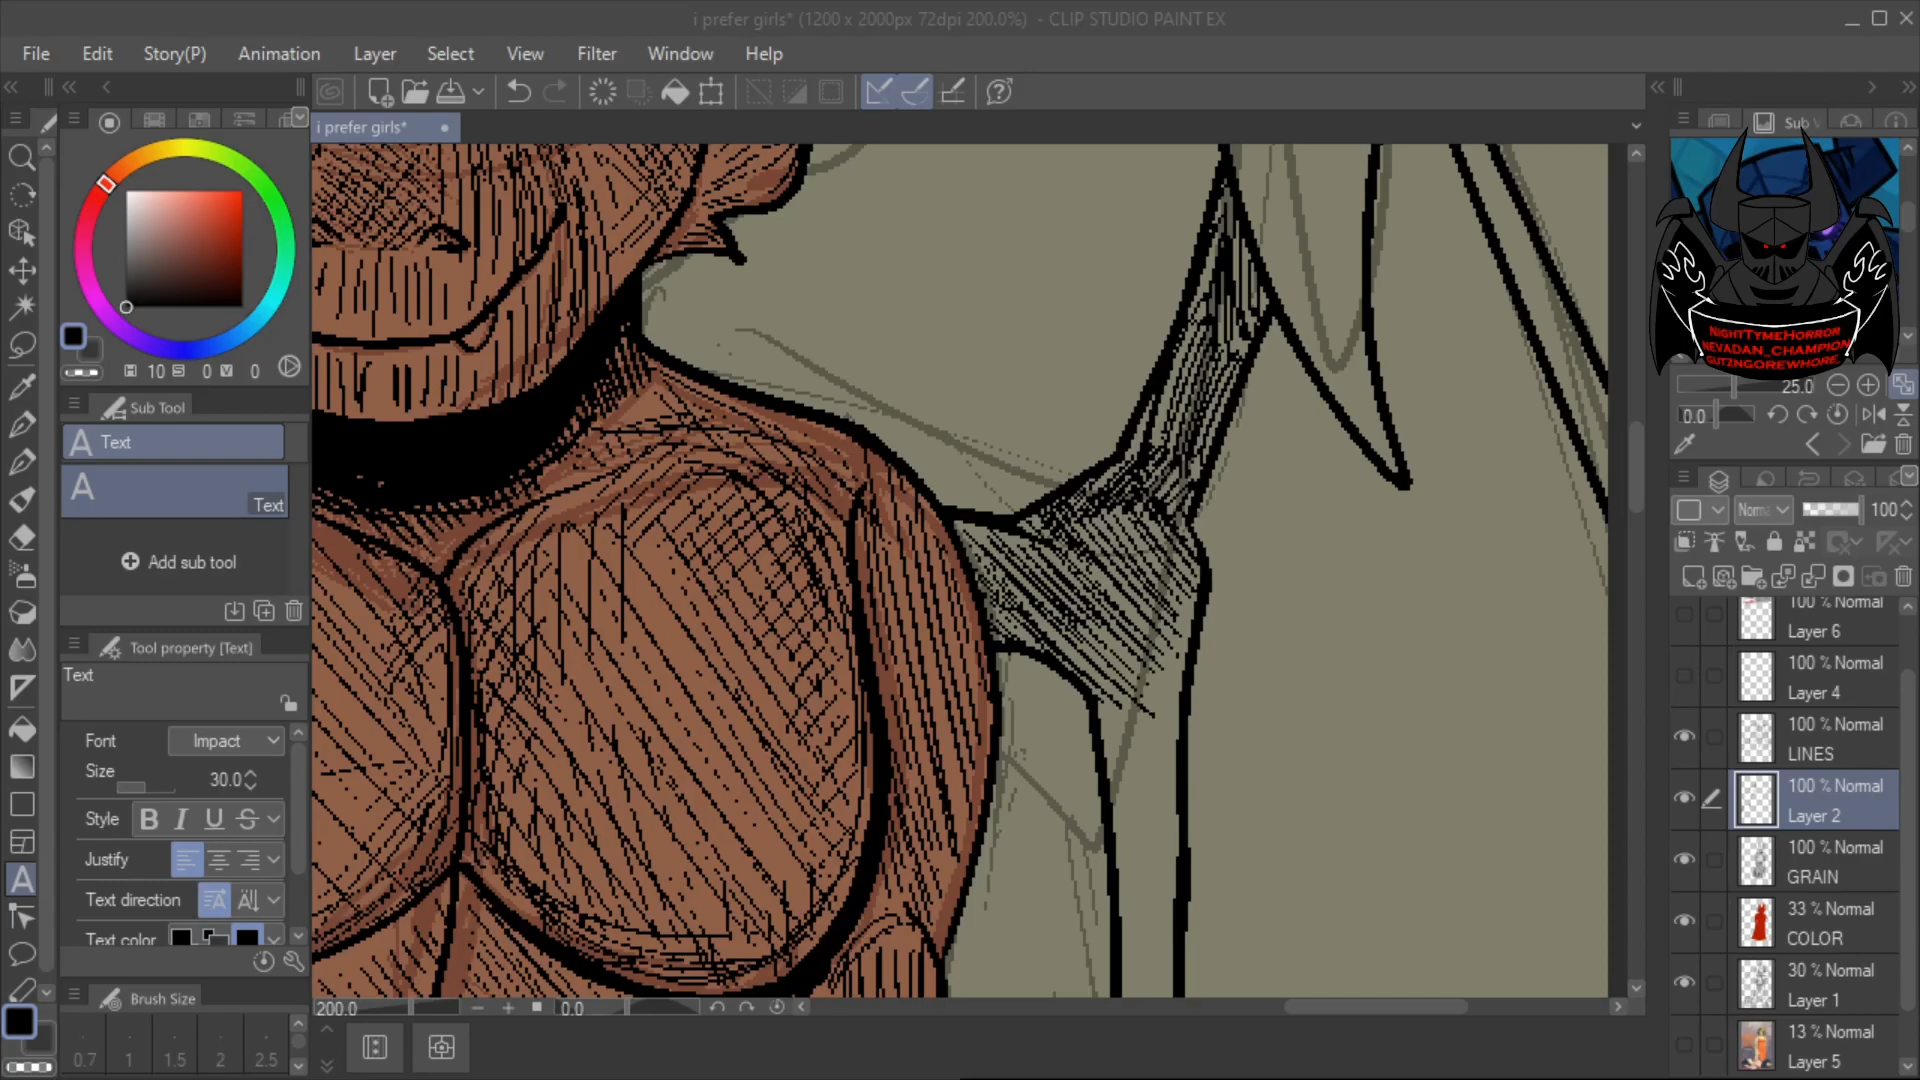 i prefer girls* (1200 x 2000px 72dpi 200.0%) - CLIP STUDIO PAINT EX
File Edit Story(P) Animation Layer Select View Filter Window Help
i prefer girls*
Sub V
NIGHTTYMEHORROR
NEVADAN_CHAMPION
GUTZNGOREWHORE
H 10 S 0 V 0
25.0
0.0
Sub Tool
Text
Text
Add sub tool
Norma 100
Tool property [Text]
Text
Font Impact
Size 30.0
Style B I U S
Justify
Text direction
Text color
Brush Size
0.7 1 1.5 2 2.5
200.0 0.0
100 % Normal
Layer 6
100 % Normal
Layer 4
100 % Normal
LINES
100 % Normal
Layer 2
100 % Normal
GRAIN
33 % Normal
COLOR
30 % Normal
Layer 1
13 % Normal
Layer 5